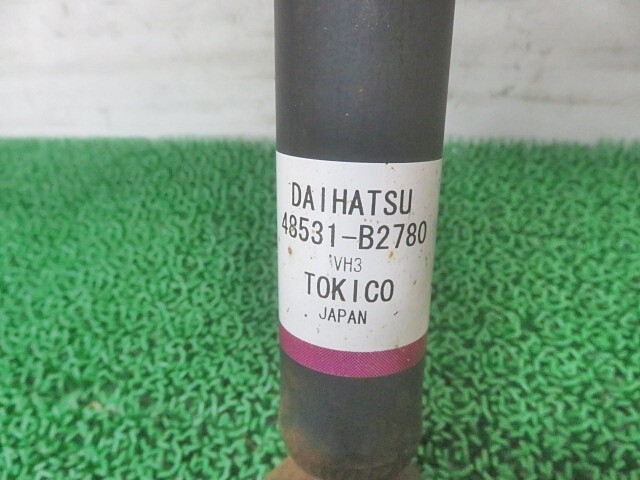 DAIHATSU
48531-B2780
VH3
TOKICO
JAPAN